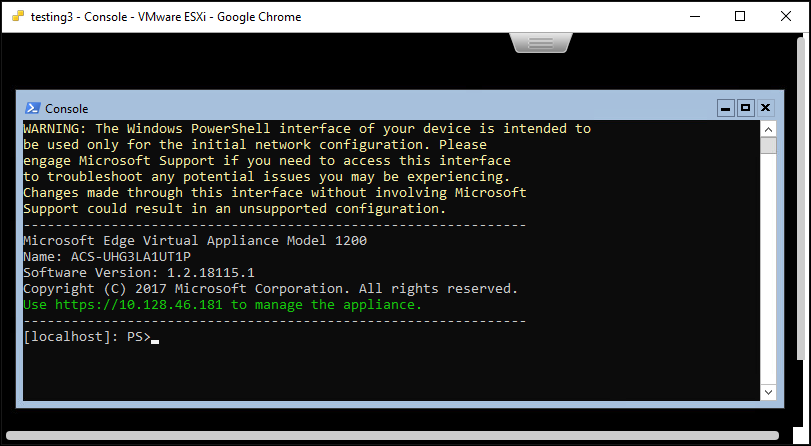 testing3 - Console - VMware ESXi - Google Chrome
Console
WARNING: The Windows PowerShell interface of your device is intended to
be used only for the initial network configuration. Please
engage Microsoft Support if you need to access this interface
to troubleshoot any potential issues you may be experiencing.
Changes made through this interface without involving Microsoft
Support could result in an unsupported configuration.
---------------------------------------------------------------
Microsoft Edge Virtual Appliance Model 1200
Name: ACS-UHG3LA1UT1P
Software Version: 1.2.18115.1
Copyright (C) 2017 Microsoft Corporation. All rights reserved.
Use https://10.128.46.181 to manage the appliance.
---------------------------------------------------------------
[localhost]: PS>